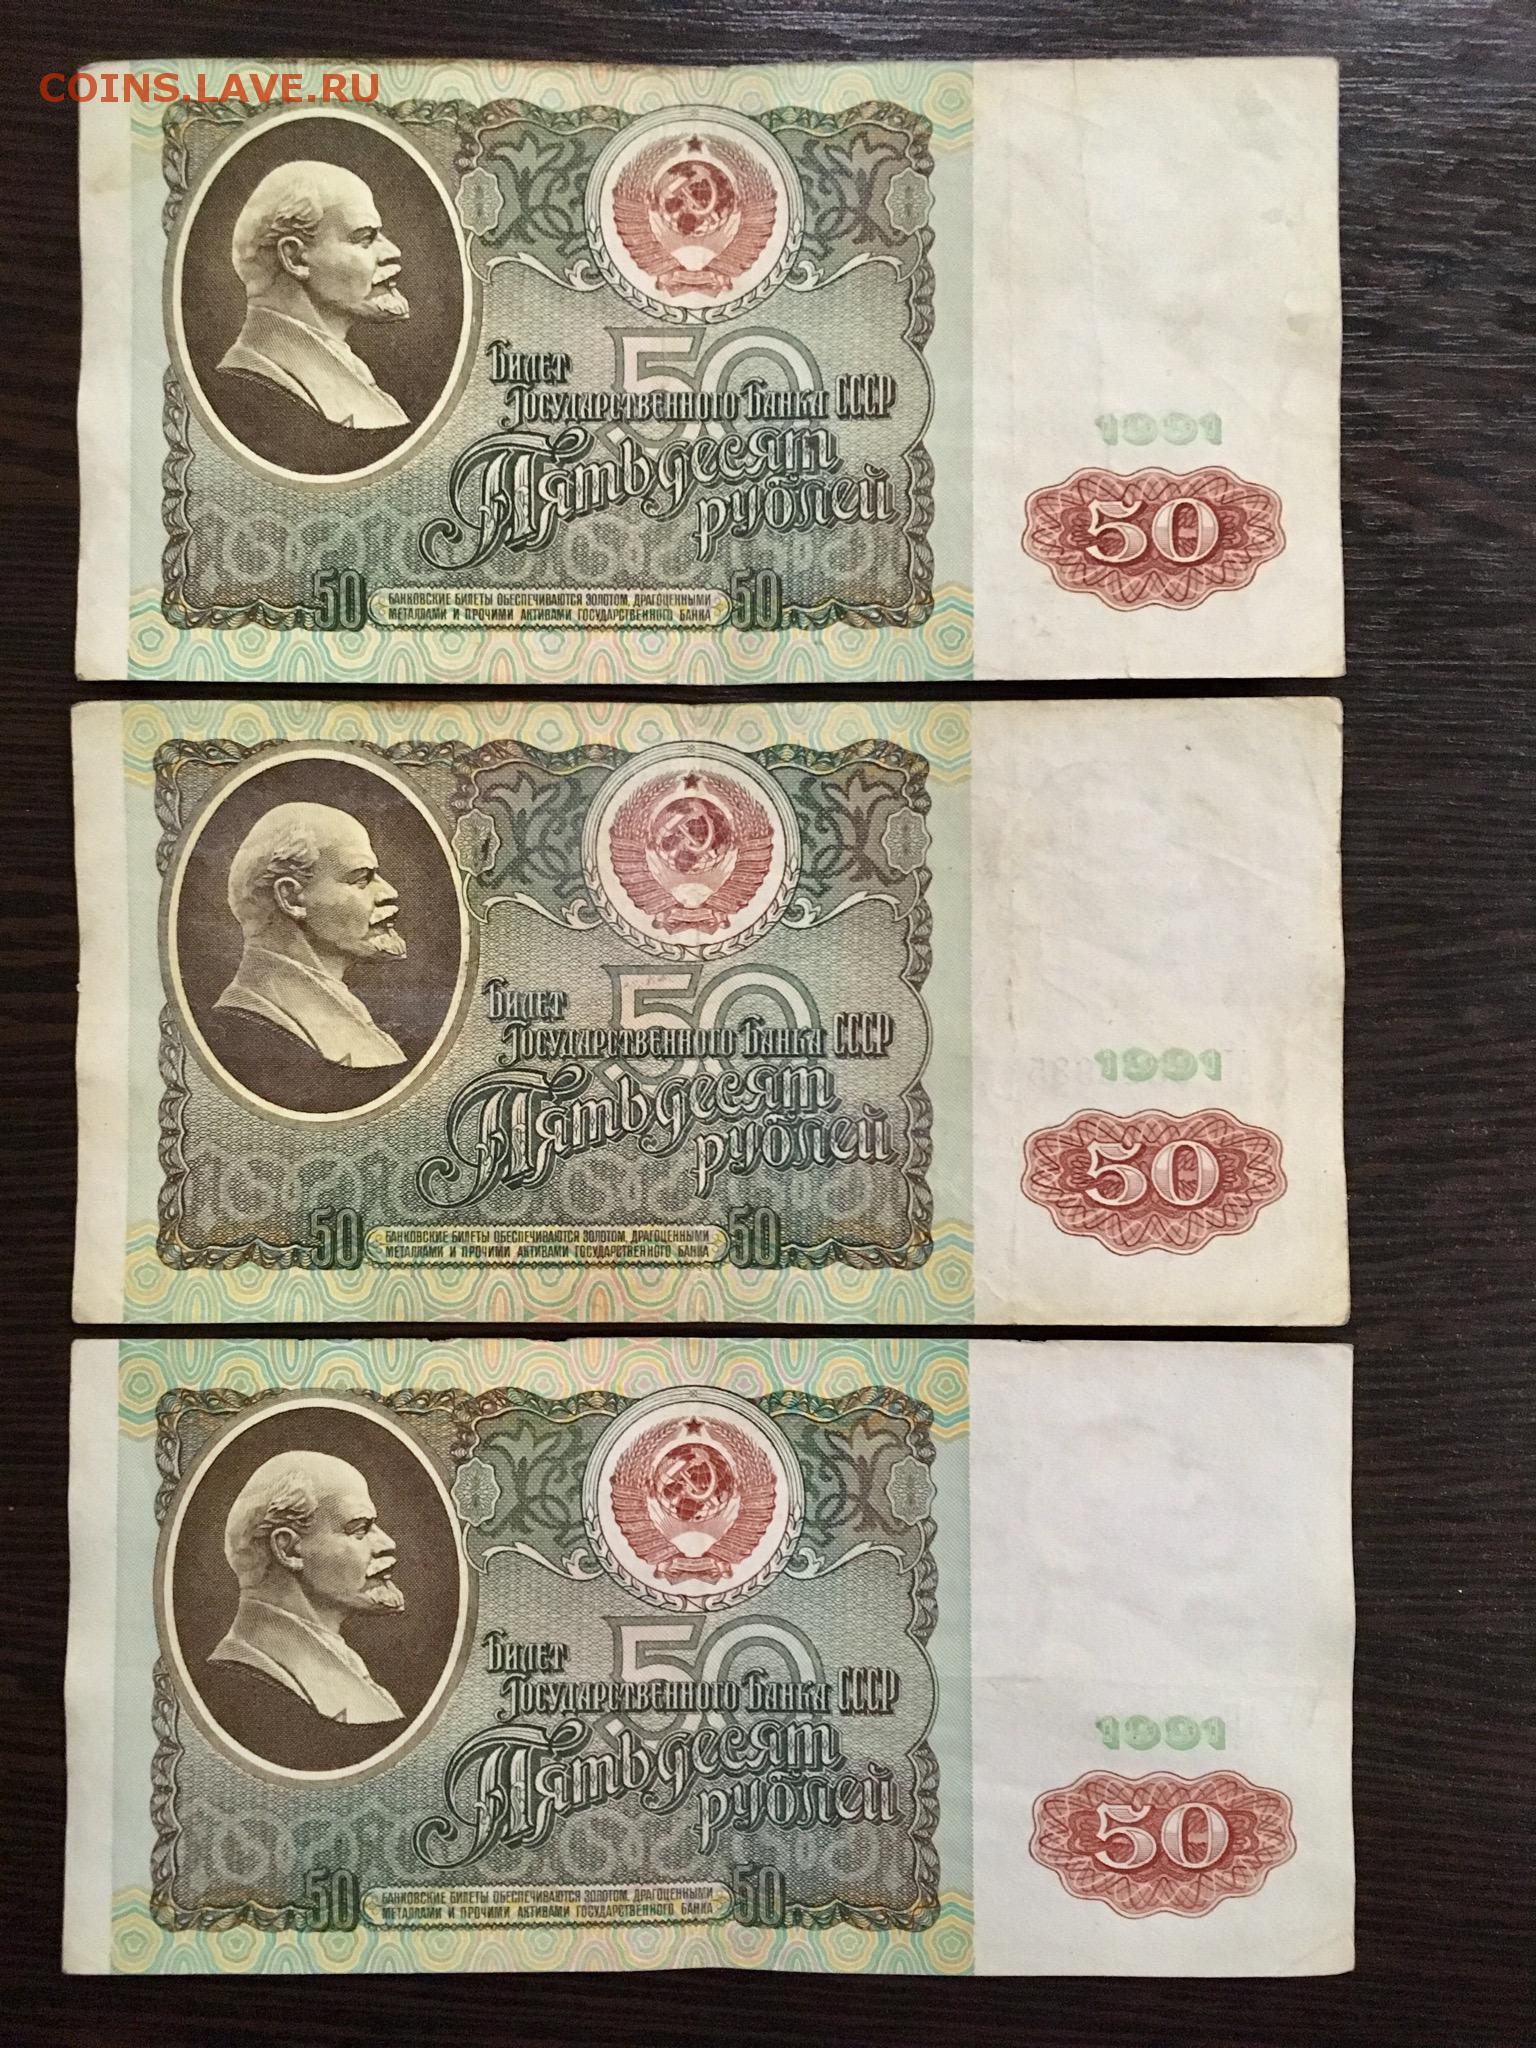 COINS.LAVE.RU
Билет
Государственного Банка СССР
50
Пятьдесят
рублей
1991
50
50
БАНКОВСКИЕ БИЛЕТЫ ОБЕСПЕЧИВАЮТСЯ ЗОЛОТОМ, ДРАГОЦЕННЫМИ
МЕТАЛЛАМИ И ПРОЧИМИ АКТИВАМИ ГОСУДАРСТВЕННОГО БАНКА
50
Билет
Государственного Банка СССР
50
Пятьдесят
рублей
1991
50
50
БАНКОВСКИЕ БИЛЕТЫ ОБЕСПЕЧИВАЮТСЯ ЗОЛОТОМ, ДРАГОЦЕННЫМИ
МЕТАЛЛАМИ И ПРОЧИМИ АКТИВАМИ ГОСУДАРСТВЕННОГО БАНКА
50
Билет
Государственного Банка СССР
50
Пятьдесят
рублей
1991
50
50
БАНКОВСКИЕ БИЛЕТЫ ОБЕСПЕЧИВАЮТСЯ ЗОЛОТОМ, ДРАГОЦЕННЫМИ
МЕТАЛЛАМИ И ПРОЧИМИ АКТИВАМИ ГОСУДАРСТВЕННОГО БАНКА
50